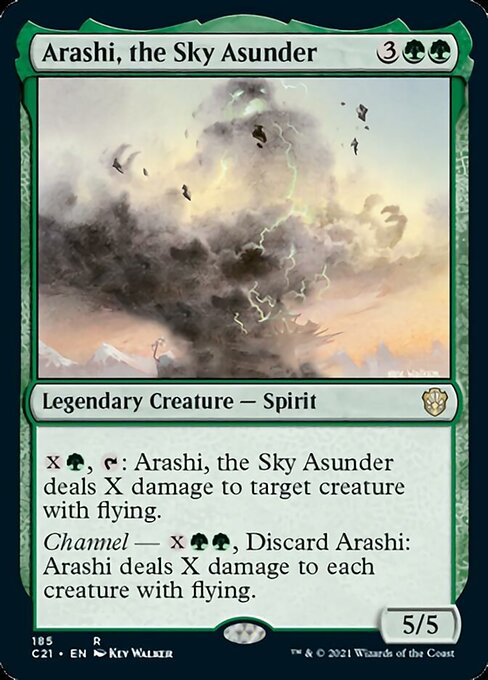 Arashi, the Sky Asunder 3
Legendary Creature — Spirit
X, : Arashi, the Sky Asunder
deals X damage to target creature
with flying.
Channel — X, Discard Arashi:
Arashi deals X damage to each
creature with flying.
5/5
185 R
C21 • EN Kev Walker
™ & © 2021 Wizards of the Coast